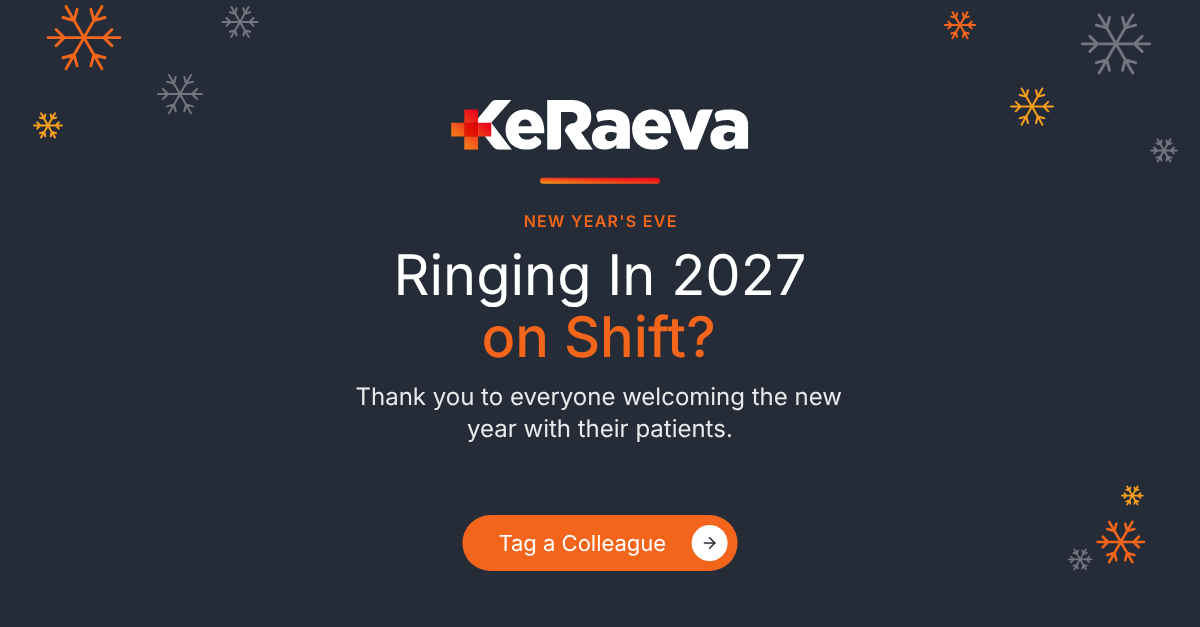 KeRaeva
NEW YEAR'S EVE
Ringing In 2027
on Shift?
Thank you to everyone welcoming the new
year with their patients.
Tag a Colleague